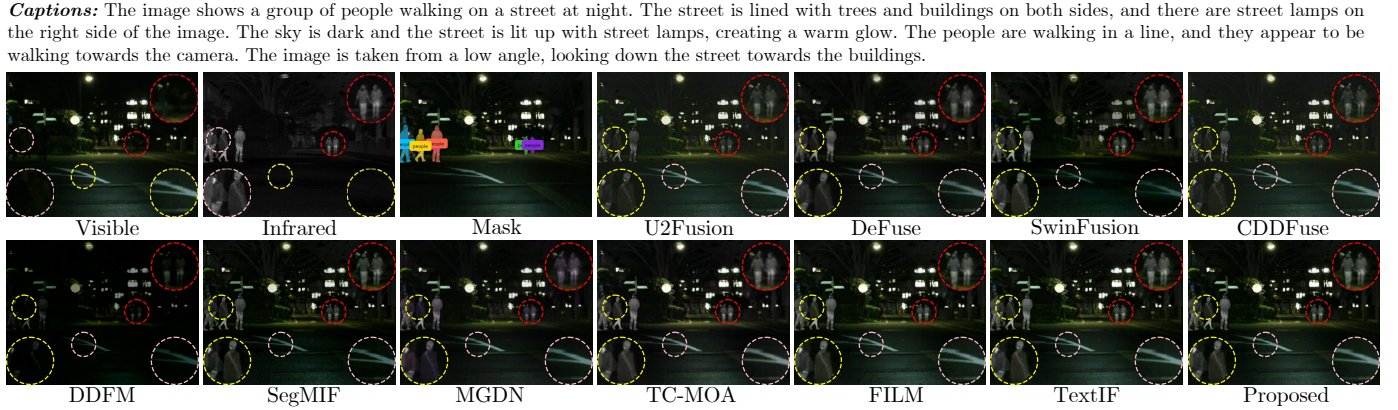 Captions: The image shows a group of people walking on a street at night. The street is lined with trees and buildings on both sides, and there are street lamps on
the right side of the image. The sky is dark and the street is lit up with street lamps, creating a warm glow. The people are walking in a line, and they appear to be
walking towards the camera. The image is taken from a low angle, looking down the street towards the buildings.
people people
Visible Infrared Mask U2Fusion DeFuse SwinFusion CDDFuse
DDFM SegMIF MGDN TC-MOA FILM TextIF Proposed